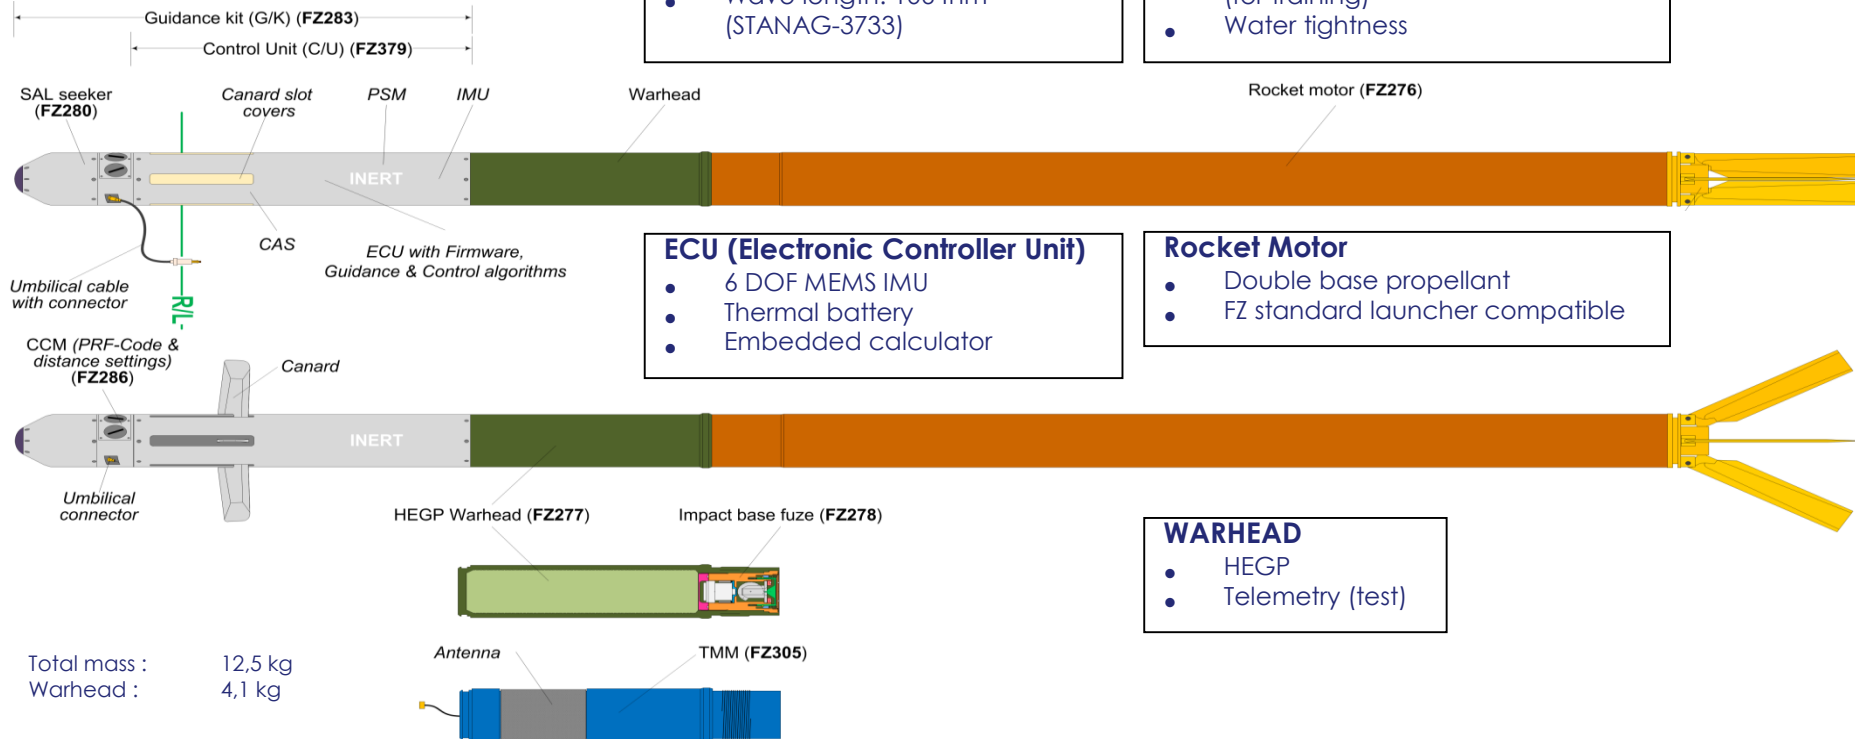 Guidance kit (G/K) (FZ283)
Control Unit (C/U) (FZ379)
(STANAG-3733)
(for training)
• Water tightness
SAL seeker
(FZ280)
Canard slot
covers
PSM
IMU
Warhead
Rocket motor (FZ276)
INERT
CAS
ECU with Firmware,
Guidance & Control algorithms
Umbilical cable
with connector
R/L-
ECU (Electronic Controller Unit)
• 6 DOF MEMS IMU
• Thermal battery
• Embedded calculator
Rocket Motor
• Double base propellant
• FZ standard launcher compatible
CCM (PRF-Code &
distance settings)
(FZ286)
Canard
INERT
Umbilical
connector
HEGP Warhead (FZ277)
Impact base fuze (FZ278)
WARHEAD
• HEGP
• Telemetry (test)
Antenna
TMM (FZ305)
Total mass : 12,5 kg
Warhead : 4,1 kg